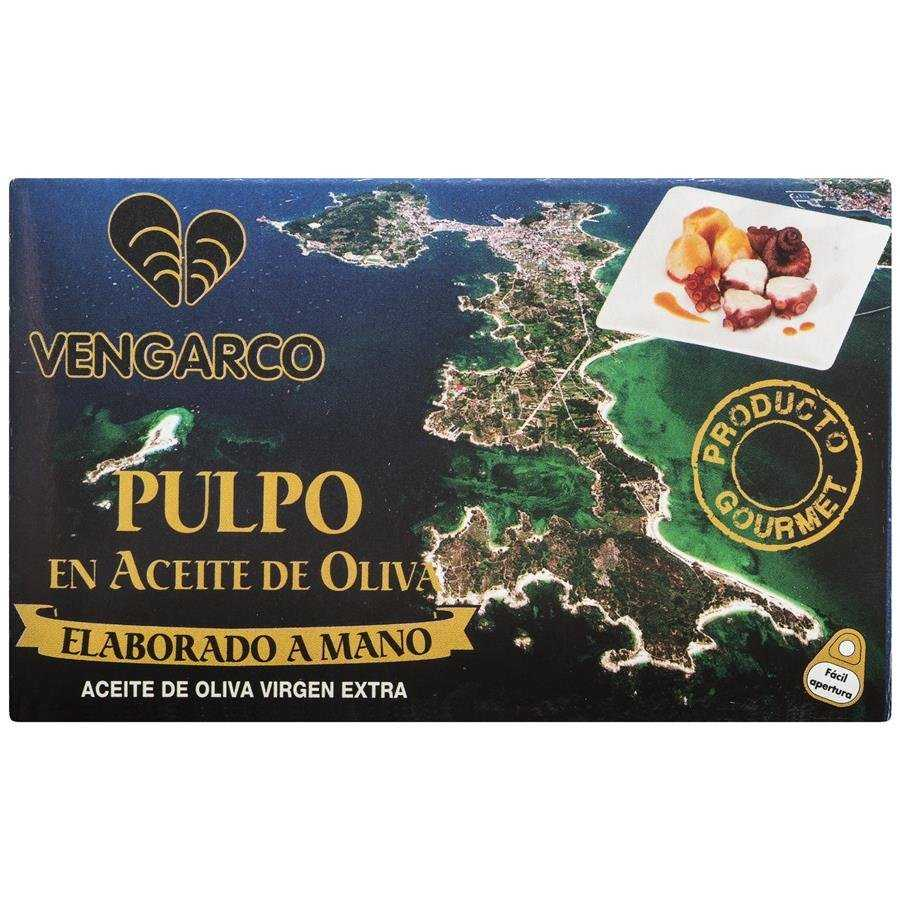 VENGARCO
PULPO
EN ACEITE DE OLIVA
ELABORADO A MANO
ACEITE DE OLIVA VIRGEN EXTRA
PRODUCTO
GOURMET
Fácil
apertura